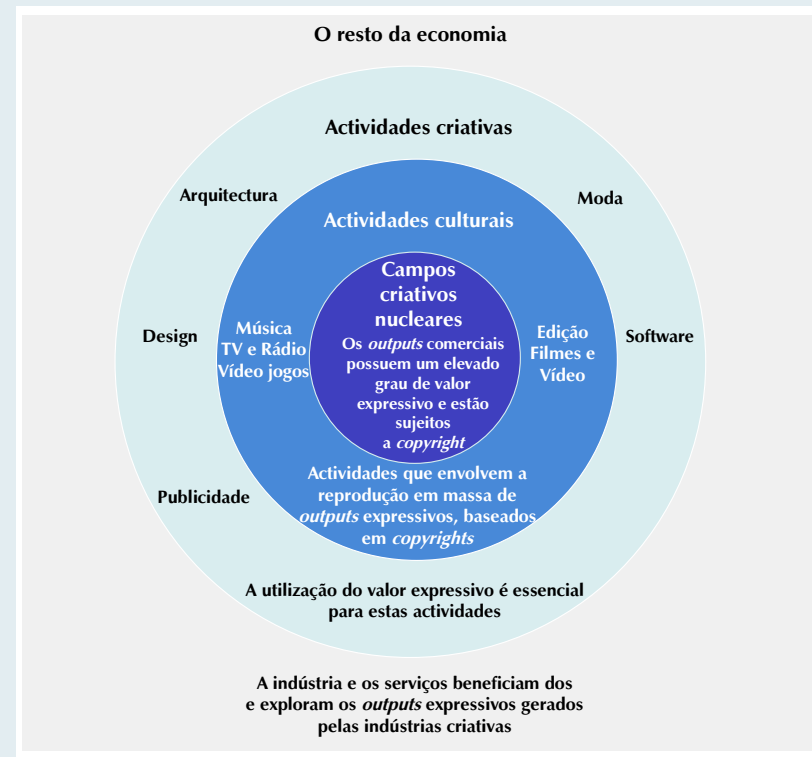 O resto da economia
Actividades criativas
Arquitectura
Moda
Actividades culturais
Campos
criativos
nucleares
Os outputs comerciais
possuem um elevado
grau de valor
expressivo e estão
sujeitos
a copyright
Design
Música
TV e Rádio
Vídeo jogos
Edição
Filmes e
Vídeo
Software
Actividades que envolvem a
reprodução em massa de
outputs expressivos, baseados
em copyrights
Publicidade
A utilização do valor expressivo é essencial
para estas actividades
A indústria e os serviços beneficiam dos
e exploram os outputs expressivos gerados
pelas indústrias criativas